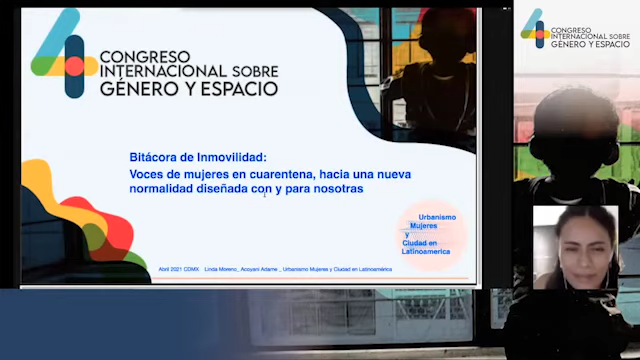 4
CONGRESO
INTERNACIONAL SOBRE
GÉNERO Y ESPACIO
Bitácora de Inmovilidad:
Voces de mujeres en cuarentena, hacia una nueva
normalidad diseñada con y para nosotras
Urbanismo
Mujeres
y
Ciudad en
Latinoamerica
Abril 2021 CDMX Linda Moreno_ Acoyani Adame _ Urbanismo Mujeres y Ciudad en Latinoamérica
4
CONGRESO
INTERNACIONAL SOBRE
GÉNERO Y ESPACIO